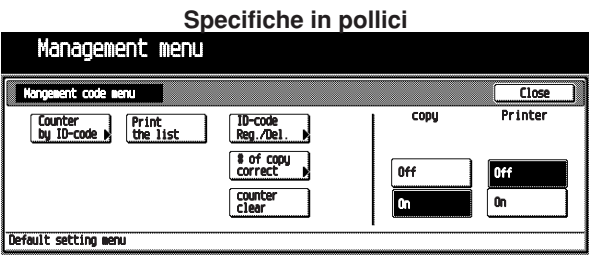 Specifiche in pollici
Management menu
Mangement code menu
Close
Counter
by ID-code
Print
the list
ID-code
Reg./Del.
# of copy
correct
counter
clear
copy
Off
On
Printer
Off
On
Default setting menu